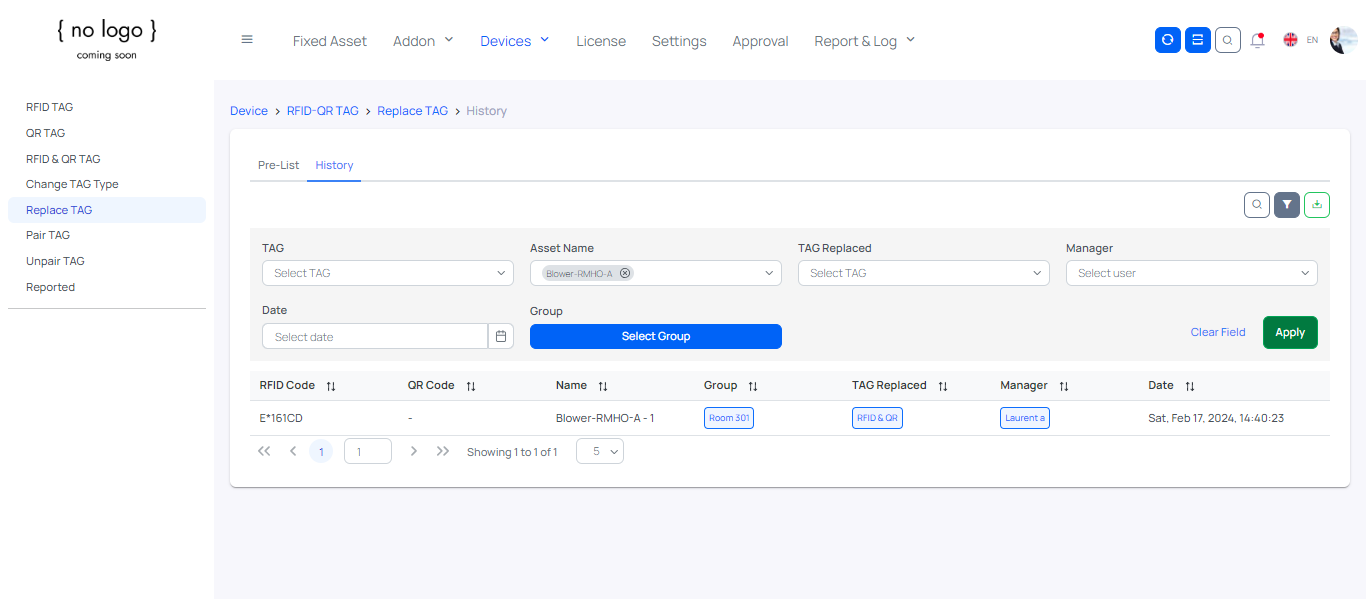 { no logo }
coming soon
Fixed Asset Addon Devices License Settings Approval Report & Log EN
RFID TAG
QR TAG
RFID & QR TAG
Change TAG Type
Replace TAG
Pair TAG
Unpair TAG
Reported
Device > RFID-QR TAG > Replace TAG > History
Pre-List History
TAG Asset Name TAG Replaced Manager
Select TAG Blower-RMHO-A Select TAG Select user
Date Group
Select date Select Group Clear Field Apply
RFID Code QR Code Name Group TAG Replaced Manager Date
E*161CD - Blower-RMHO-A - 1 Room 301 RFID & QR Laurent a Sat, Feb 17, 2024, 14:40:23
1 1 Showing 1 to 1 of 1 5